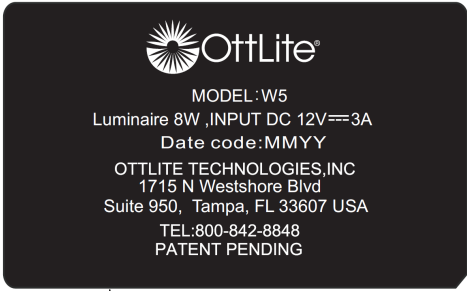 OttLite®
MODEL:W5
Luminaire 8W ,INPUT DC 12V⎓3A
Date code:MMYY
OTTLITE TECHNOLOGIES,INC
1715 N Westshore Blvd
Suite 950, Tampa, FL 33607 USA
TEL:800-842-8848
PATENT PENDING